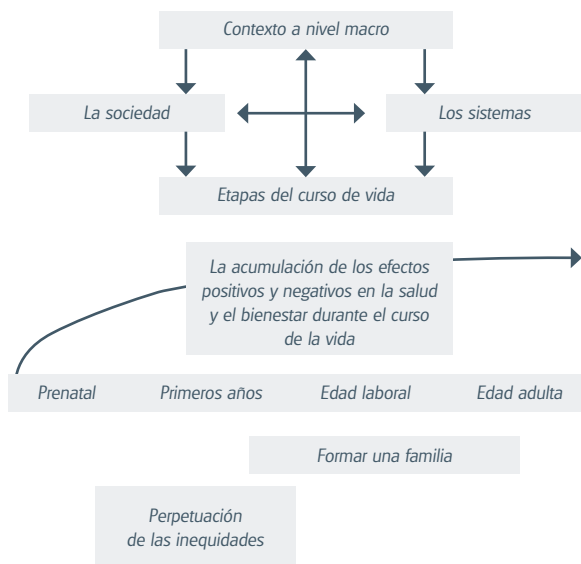 Contexto a nivel macro
La sociedad
Los sistemas
Etapas del curso de vida
La acumulación de los efectos
positivos y negativos en la salud
y el bienestar durante el curso
de la vida
Prenatal
Primeros años
Edad laboral
Edad adulta
Formar una familia
Perpetuación
de las inequidades